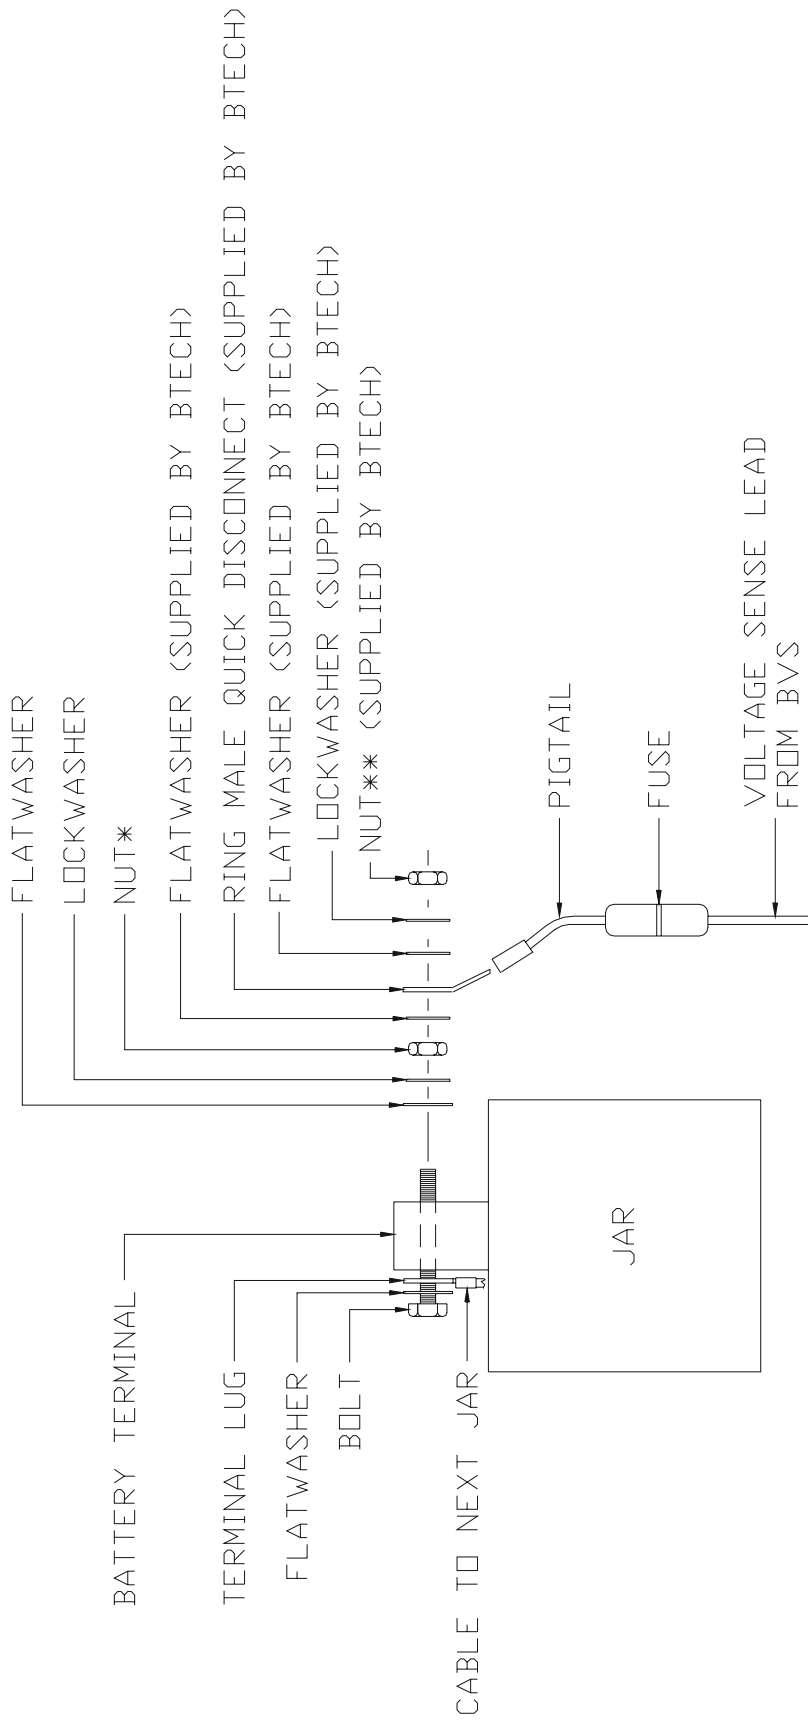 FLATWASHER
LOCKWASHER
NUT*
FLATWASHER (SUPPLIED BY BTECH)
RING MALE QUICK DISCONNECT (SUPPLIED BY BTECH)
FLATWASHER (SUPPLIED BY BTECH)
LOCKWASHER (SUPPLIED BY BTECH)
NUT** (SUPPLIED BY BTECH)
PIGTAIL
FUSE
VOLTAGE SENSE LEAD
FROM BVS
BATTERY TERMINAL
TERMINAL LUG
FLATWASHER
BOLT
CABLE TO NEXT JAR
JAR